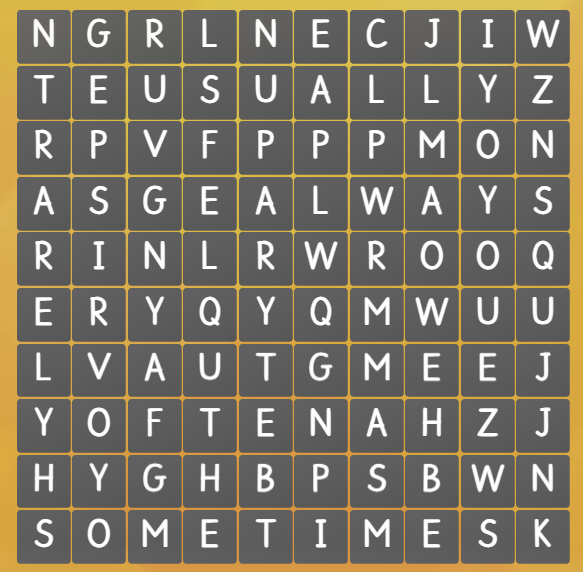 N G R L N E C J I W
T E U S U A L L Y Z
R P V F P P P M O N
A S G E A L W A Y S
R I N L R W R O O Q
E R Y Q Y Q M W U U
L V A U T G M E E J
Y O F T E N A H Z J
H Y G H B P S B W N
S O M E T I M E S K